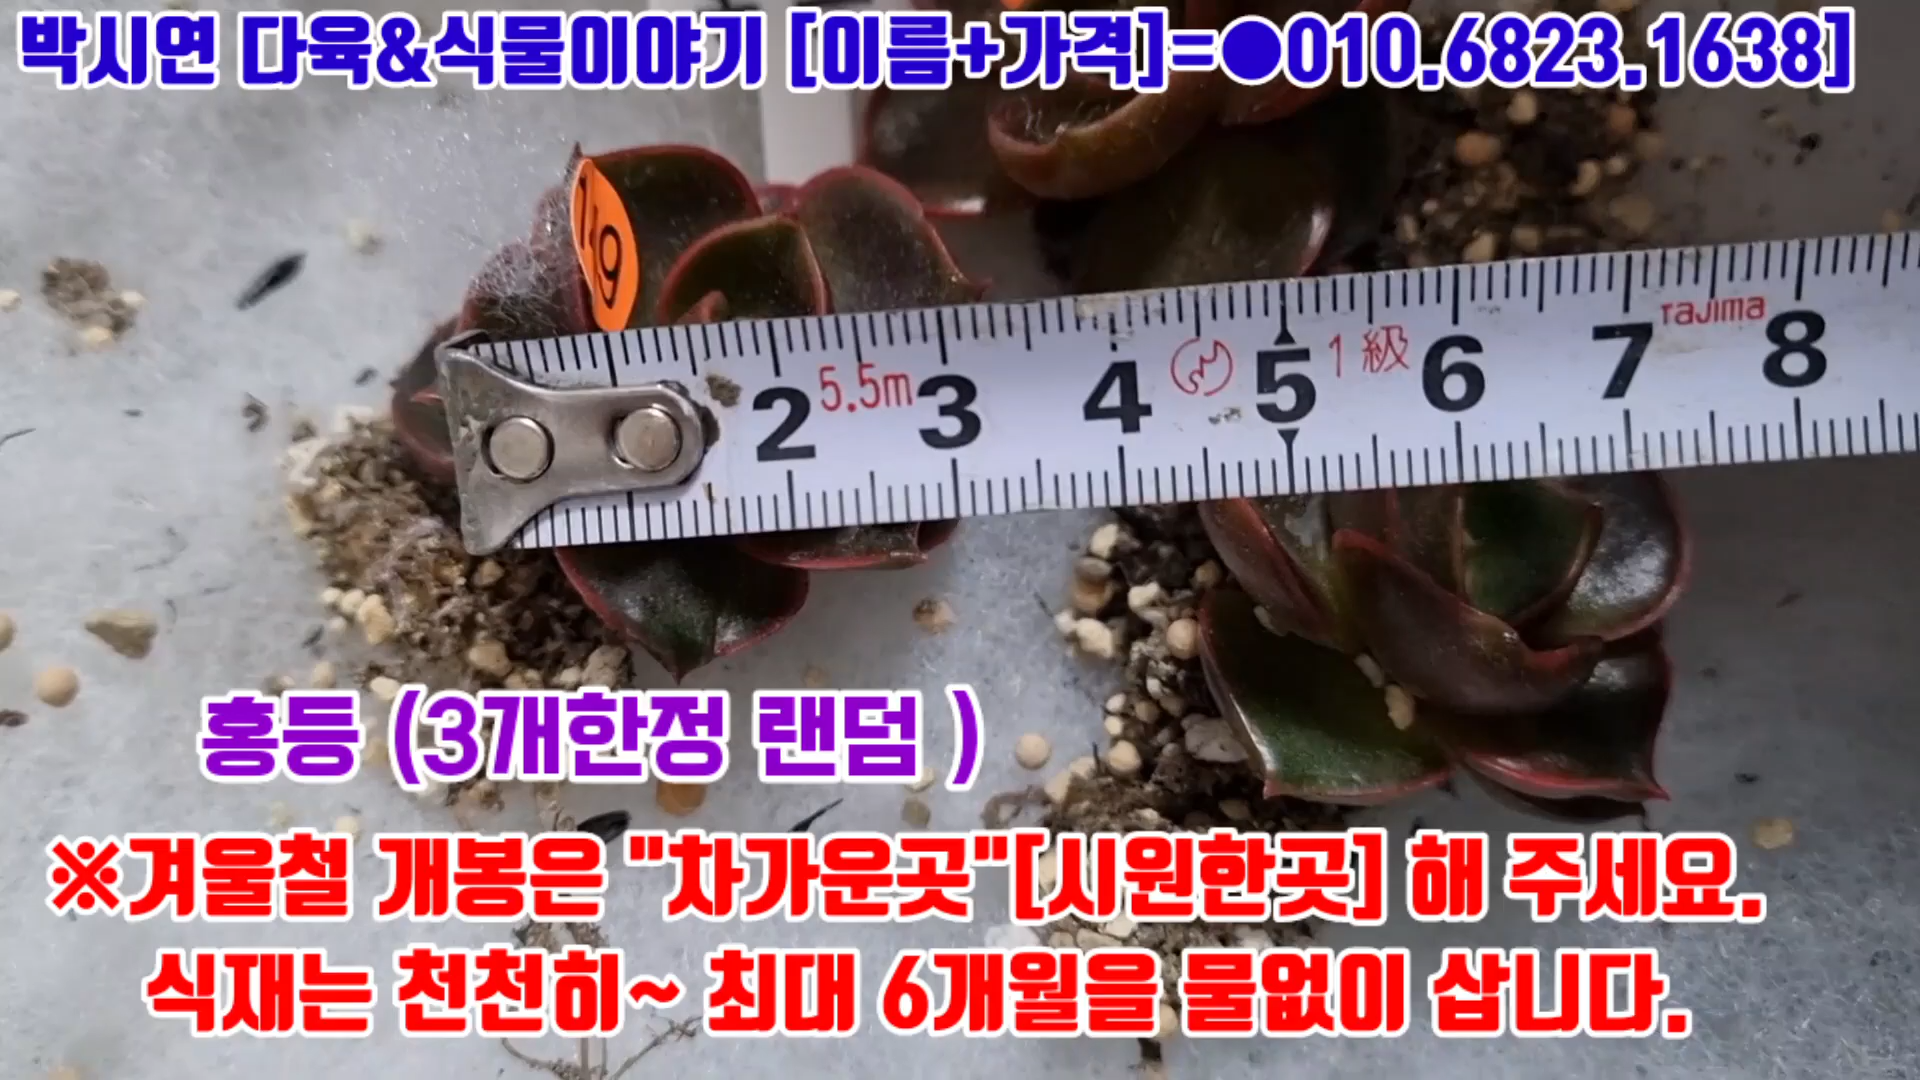 박시연 다육&식물이야기 [이름+가격]=●010.6823.1638]
1.9
2 5.5m 3 4 5 1 級 6 7 Tajima 8
홍등 (3개한정 랜덤 )
※겨울철 개봉은 "차가운곳"[시원한곳] 해 주세요.
식재는 천천히~ 최대 6개월을 물없이 삽니다.